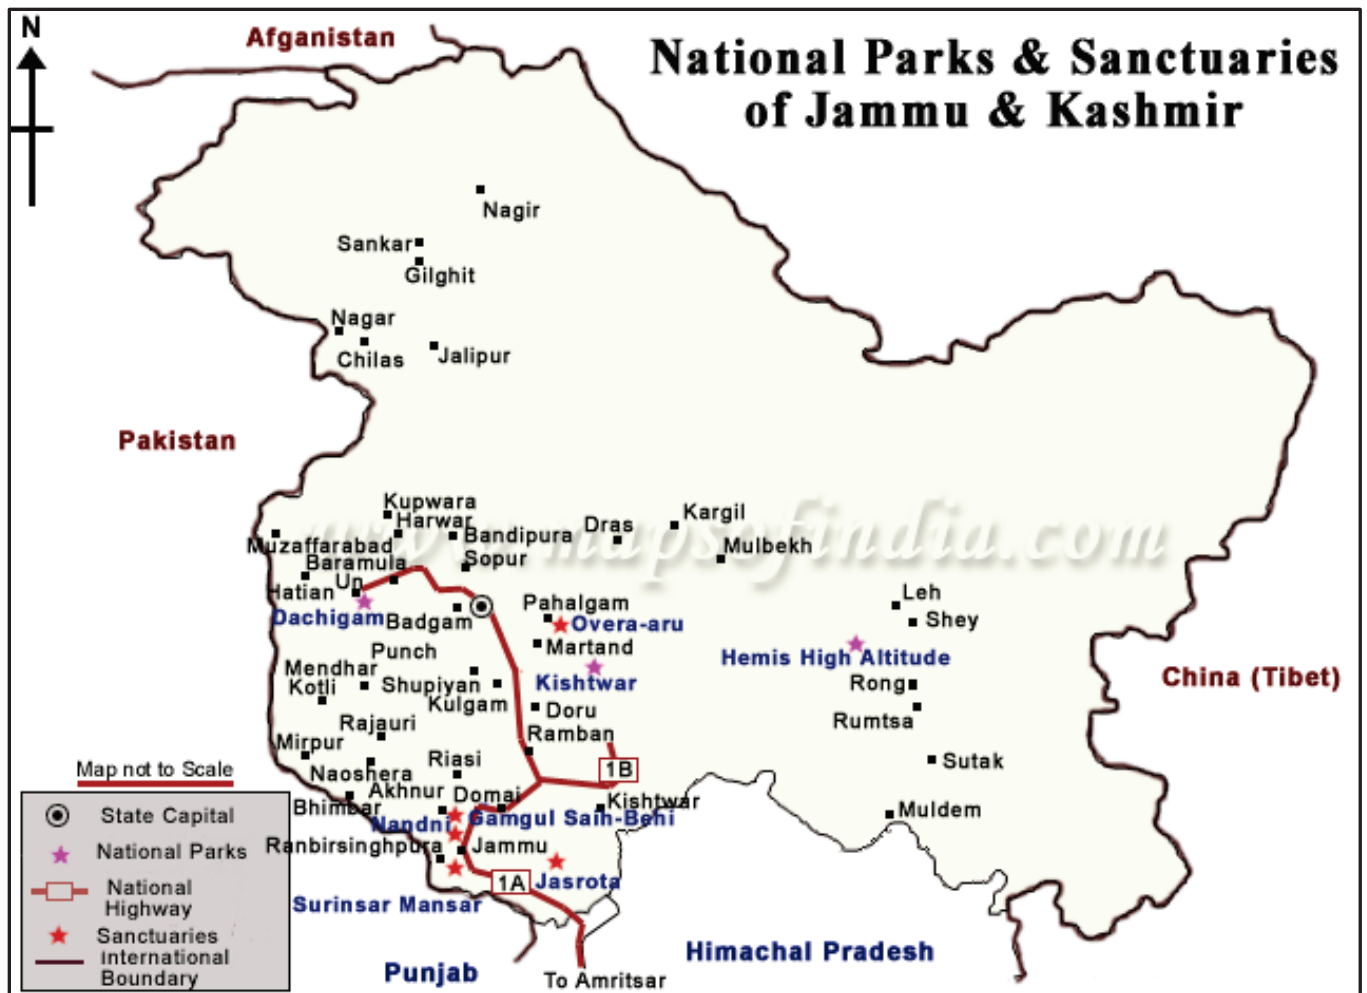 N
Afganistan
National Parks & Sanctuaries
of Jammu & Kashmir
Nagir
Sankar
Gilghit
Nagar
Chilas
Jalipur
Pakistan
www.mapsofindia.com
Kupwara
Harwar
Bandipura
Dras
Kargil
Muzaffarabad
Mulbekh
Baramula
Sopur
Un
Hatian
Leh
Dachigam
Badgam
Pahalgam
Overa-aru
Shey
Punch
Martand
Hemis High Altitude
Mendhar
Shupiyan
Kishtwar
Rong
China (Tibet)
Kotli
Kulgam
Doru
Rumtsa
Rajauri
Ramban
Mirpur
Riasi
1B
Sutak
Map not to Scale
Naoshera
Akhnur
Domai
Kishtwar
Bhimbar
Muldem
Nandni
Gamgul Saih-Behi
Ranbirsinghpura
Jammu
1A
Jasrota
Surinsar Mansar
Himachal Pradesh
Punjab
To Amritsar
State Capital
National Parks
National
Highway
Sanctuaries
International
Boundary